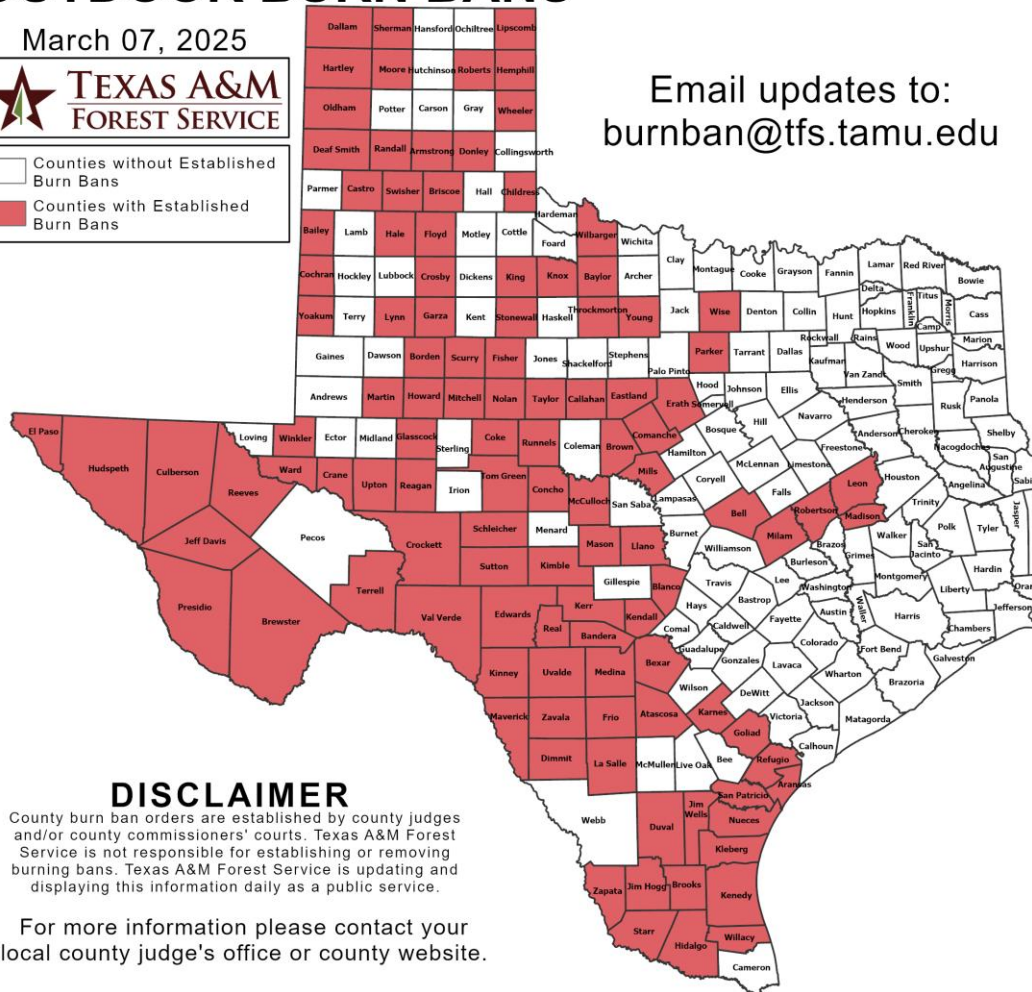 OUTDOOR BURN BANS
March 07, 2025
TEXAS A&M
FOREST SERVICE
Counties without Established
Burn Bans
Counties with Established
Burn Bans
Email updates to:
burnban@tfs.tamu.edu
Dallam Sherman Hansford Ochiltree Lipscomb
Hartley Moore Hutchinson Roberts Hemphill
Oldham Potter Carson Gray Wheeler
Deaf Smith Randall Armstrong Donley Collingsworth
Parmer Castro Swisher Briscoe Hall Childress
Hardeman
Bailey Lamb Hale Floyd Motley Cottle Foard Wilbarger Wichita
Clay Montague Cooke Grayson Fannin Lamar Red River Bowie
Cochran Hockley Lubbock Crosby Dickens King Knox Baylor Archer
Delta Franklin Titus Morris
Yoakum Terry Lynn Garza Kent Stonewall Haskell Throckmorton Young Jack Wise Denton Collin Hunt Hopkins Camp Cass
Rockwall Rains Wood Upshur Marion
Gaines Dawson Borden Scurry Fisher Jones Shackelford Stephens Palo Pinto Parker Tarrant Dallas Kaufman Van Zandt Gregg Harrison
Smith
Andrews Martin Howard Mitchell Nolan Taylor Callahan Eastland Erath Hood Somervell Johnson Ellis Henderson Rusk Panola
Navarro
Loving Winkler Ector Midland Glasscock Sterling Coke Runnels Coleman Brown Comanche Hamilton Bosque Hill Freestone Anderson Cherokee Nacogdoches Shelby
San
Augustine
Sabi
El Paso Hudspeth Culberson Reeves Ward Crane Upton Reagan Irion Tom Green Concho McCulloch San Saba Mills Lampasas Coryell McLennan Limestone Falls Leon Houston Angelina
Trinity
Jeff Davis Pecos Crockett Schleicher Menard Mason Llano Burnet Bell Milam Robertson Madison Walker Polk Tyler Jasper
Williamson Brazos Grimes San
Jacinto
Hardin
Sutton Kimble Gillespie Blanco Travis Lee Burleson Washington Montgomery Liberty Oran
Presidio Brewster Terrell Val Verde Edwards Real Kerr Kendall Bandera Hays Bastrop Fayette Austin Waller Harris Chambers Jefferson
Comal Caldwell Guadalupe Colorado Fort Bend Galveston
Kinney Uvalde Medina Bexar Gonzales Lavaca Wharton Brazoria
Wilson DeWitt Jackson Matagorda
Maverick Zavala Frio Atascosa Karnes Victoria
Goliad Calhoun
Dimmit La Salle McMullen Live Oak Bee Refugio
Aransas
San Patricio
Webb Duval Jim
Wells
Nueces
Kleberg
Zapata Jim Hogg Brooks Kenedy
Starr Hidalgo Willacy
Cameron
DISCLAIMER
County burn ban orders are established by county judges
and/or county commissioners' courts. Texas A&M Forest
Service is not responsible for establishing or removing
burning bans. Texas A&M Forest Service is updating and
displaying this information daily as a public service.
For more information please contact your
local county judge's office or county website.